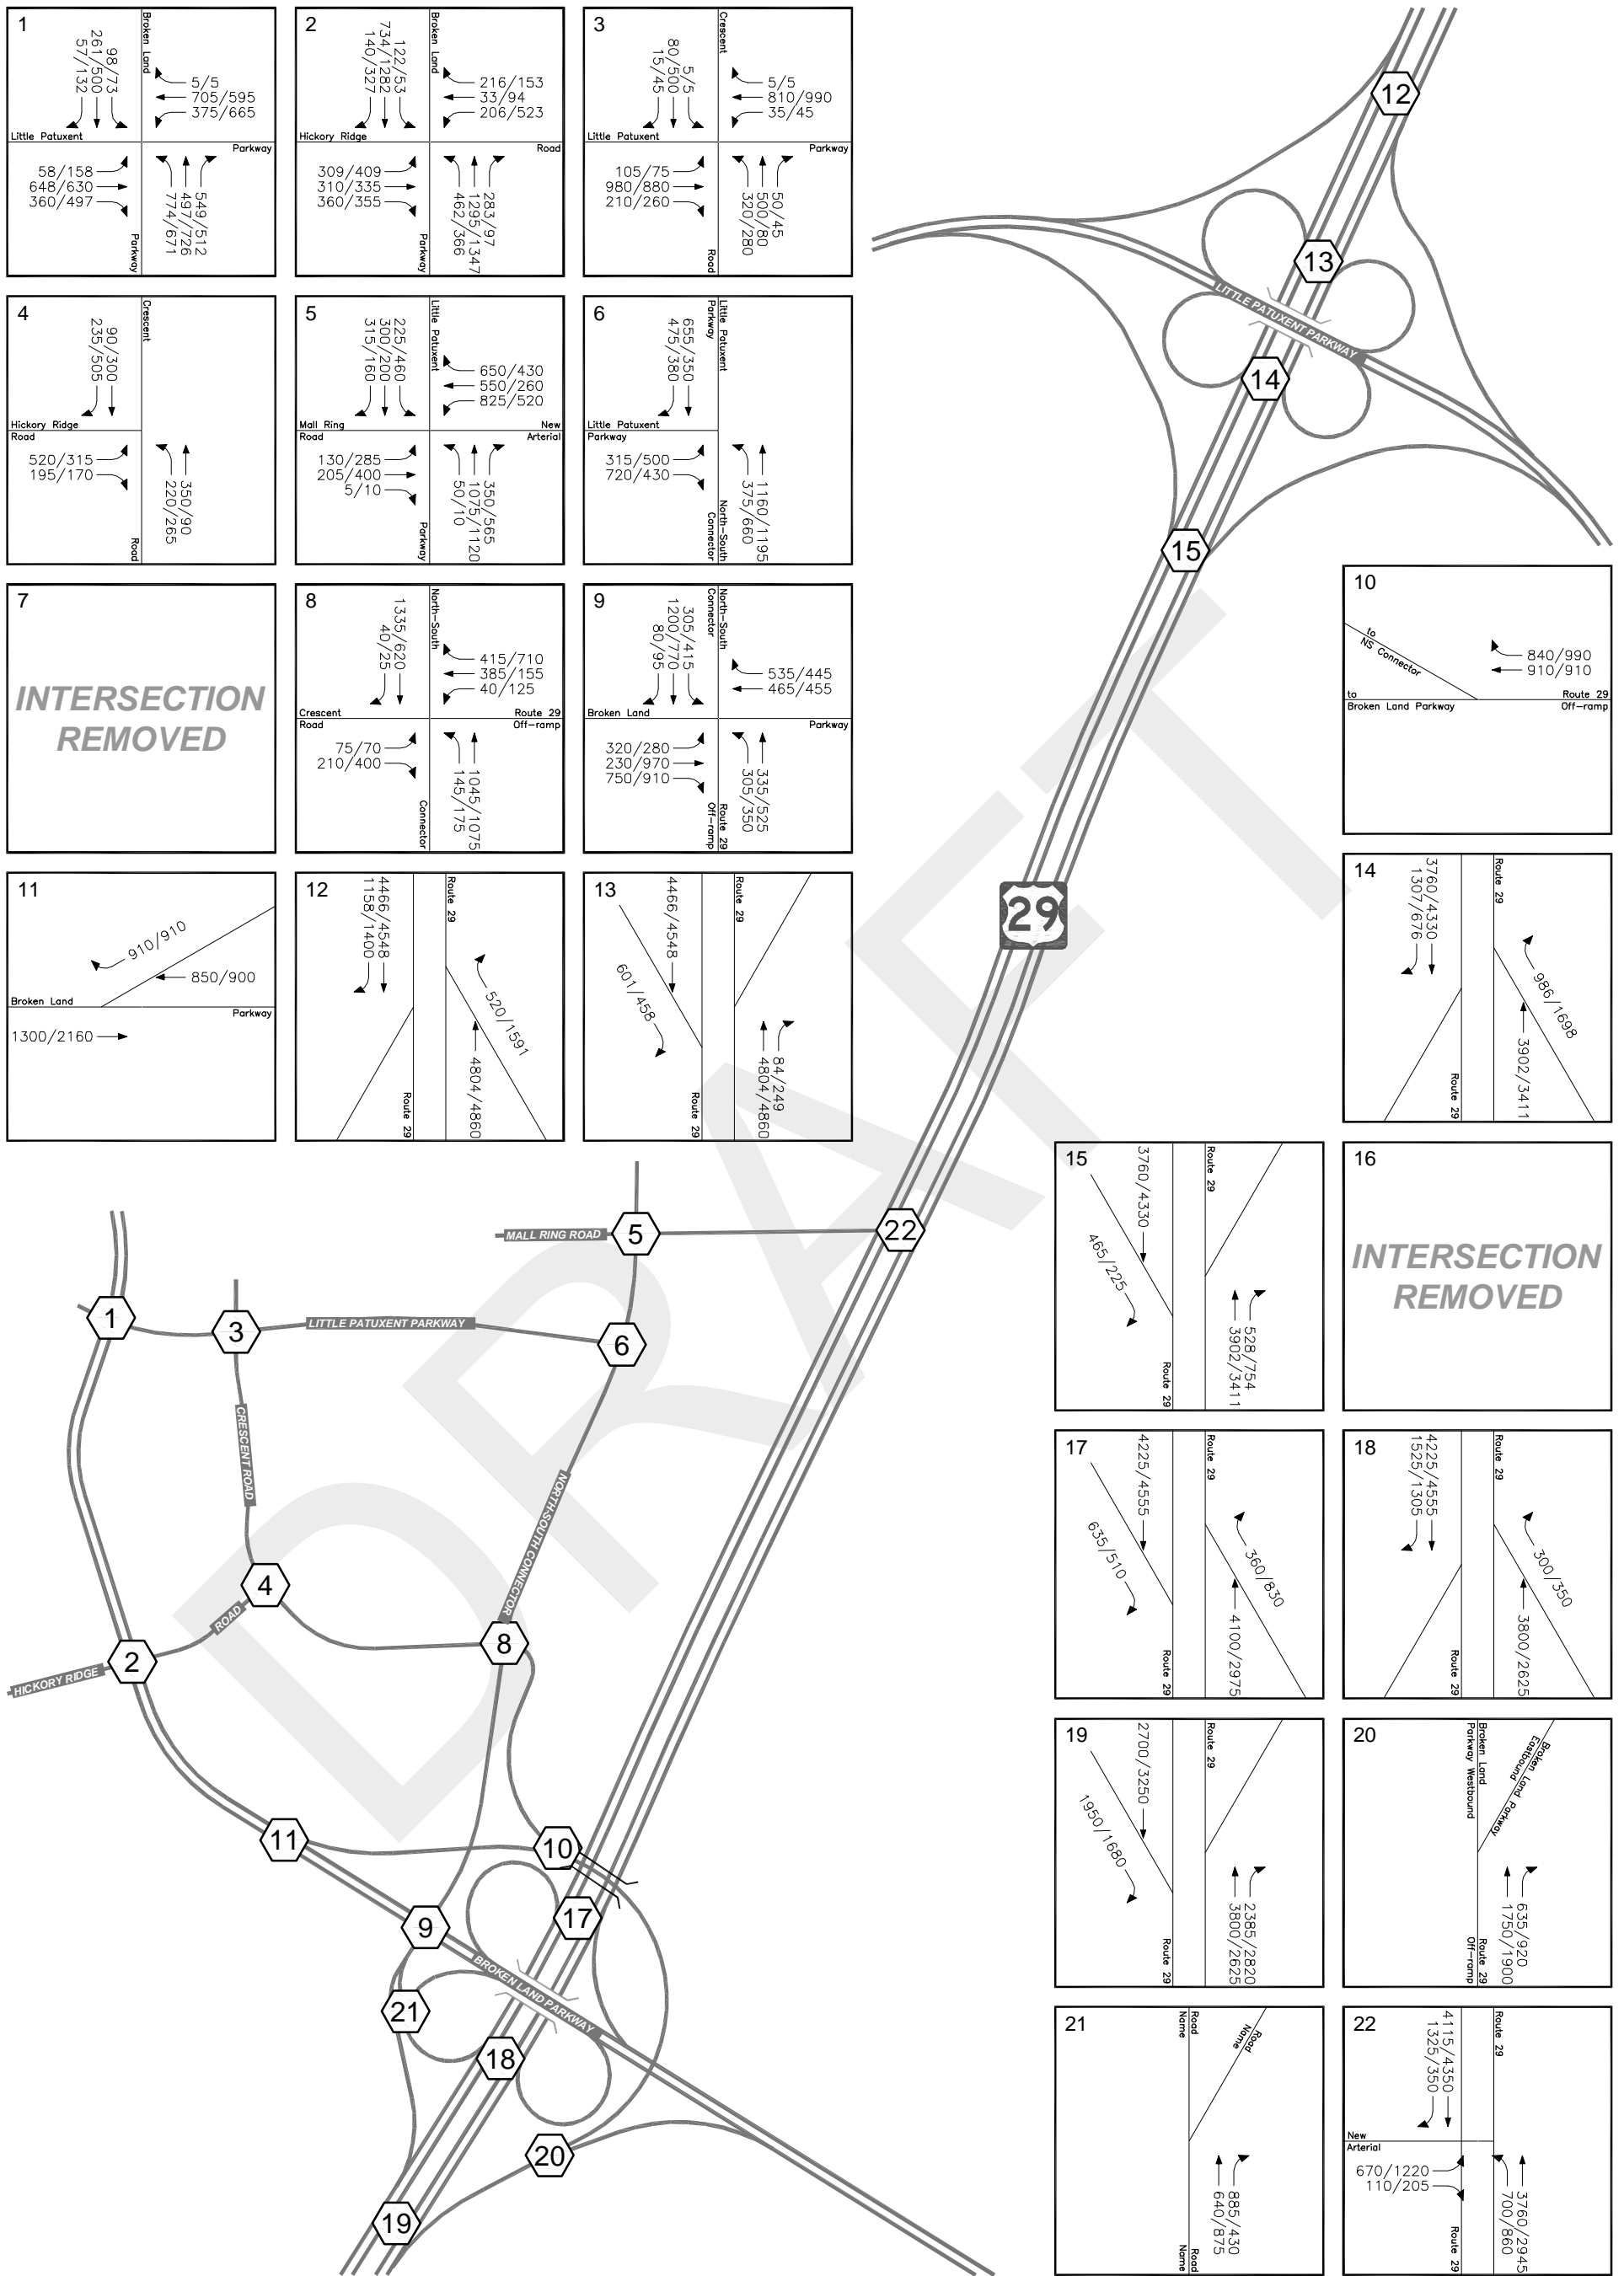 1
Broken Land
98/73
261/500
57/132
5/5
705/595
375/665
Little Patuxent
Parkway
58/158
648/630
360/497
549/512
497/726
774/671
Parkway
2
Broken Land
122/53
734/1282
140/327
216/153
33/94
206/523
Hickory Ridge
Road
309/409
310/335
360/355
283/97
1295/1347
462/366
Parkway
3
Crescent
5/5
80/500
15/45
5/5
810/990
35/45
Little Patuxent
Parkway
105/75
980/880
210/260
50/45
500/80
320/280
Road
4
Crescent
90/300
235/505
Hickory Ridge
Road
520/315
195/170
350/90
220/265
Road
5
Little Patuxent
225/460
300/200
315/160
650/430
550/260
825/520
Mall Ring
Road
New
Arterial
130/285
205/400
5/10
350/565
1075/1120
50/10
Parkway
6
Little Patuxent
Parkway
655/350
475/380
Little Patuxent
Parkway
315/500
720/430
1160/1195
375/660
North-South
Connector
7
INTERSECTION
REMOVED
8
North-South
1335/620
40/25
415/710
385/155
40/125
Crescent
Road
Route 29
Off-ramp
75/70
210/400
1045/1075
145/175
Connector
9
North-South
Connector
305/415
1200/770
80/95
535/445
465/455
Broken Land
Parkway
320/280
230/970
750/910
335/525
305/350
Route 29
Off-ramp
10
to
NS Connector
840/990
910/910
to
Broken Land Parkway
Route 29
Off-ramp
11
910/910
850/900
Broken Land
Parkway
1300/2160
12
Route 29
4466/4548
1158/1400
520/1591
4804/4860
Route 29
13
Route 29
4466/4548
601/458
84/249
4804/4860
Route 29
14
Route 29
3760/4330
1307/676
986/1698
3902/3411
Route 29
15
Route 29
3760/4330
465/225
528/754
3902/3411
Route 29
16
INTERSECTION
REMOVED
17
Route 29
4225/4555
635/510
360/830
4100/2975
Route 29
18
Route 29
4225/4555
1525/1305
300/350
3800/2625
Route 29
19
Route 29
2700/3250
1950/1680
2385/2820
3800/2625
Route 29
20
Broken Land
Parkway Westbound
Broken Land Parkway
Eastbound
635/920
1750/1900
Route 29
Off-ramp
21
Road
Name
Road
Name
885/430
640/875
Road
Name
22
Route 29
4115/4350
1325/350
New
Arterial
670/1220
110/205
3760/2945
700/860
Route 29
12
13
LITTLE PATUXENT PARKWAY
14
15
29
22
MALL RING ROAD
5
1
3
LITTLE PATUXENT PARKWAY
6
CRESCENT ROAD
NORTH-SOUTH CONNECTOR
4
ROAD
8
2
HICKORY RIDGE
11
10
9
17
BROKEN LAND PARKWAY
21
18
20
19
DRAFT